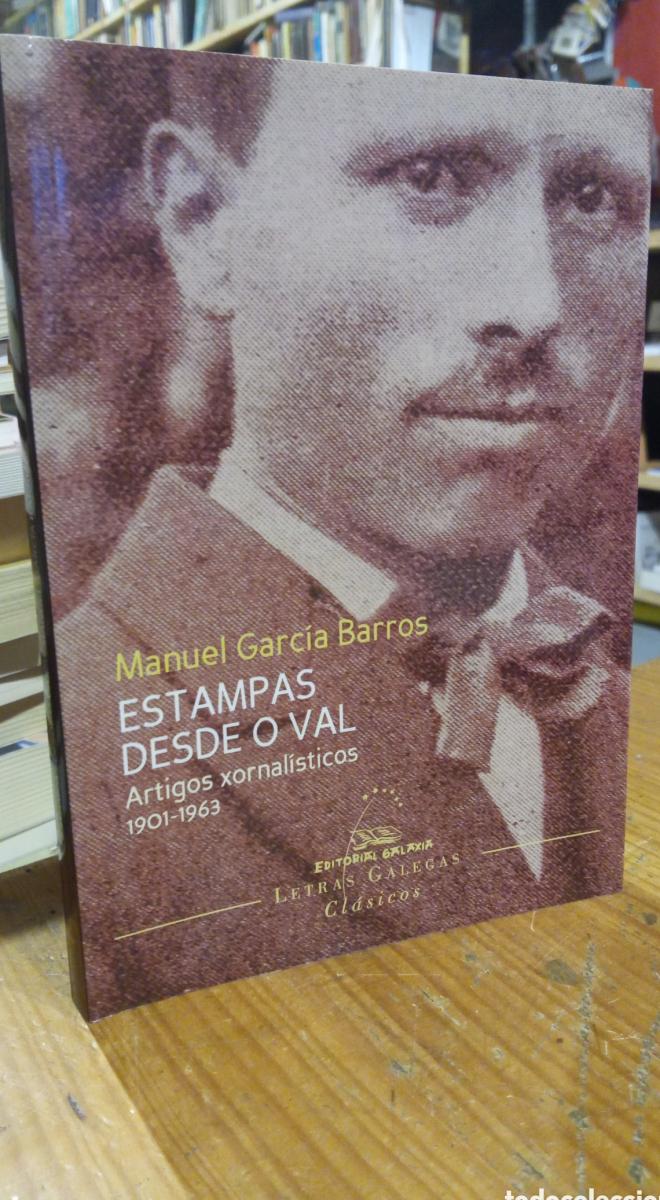 Manuel García Barros
ESTAMPAS
DESDE O VAL
Artigos xornalísticos
1901-1963
EDITORIAL GALAXIA
LETRAS GALEGAS
Clásicos